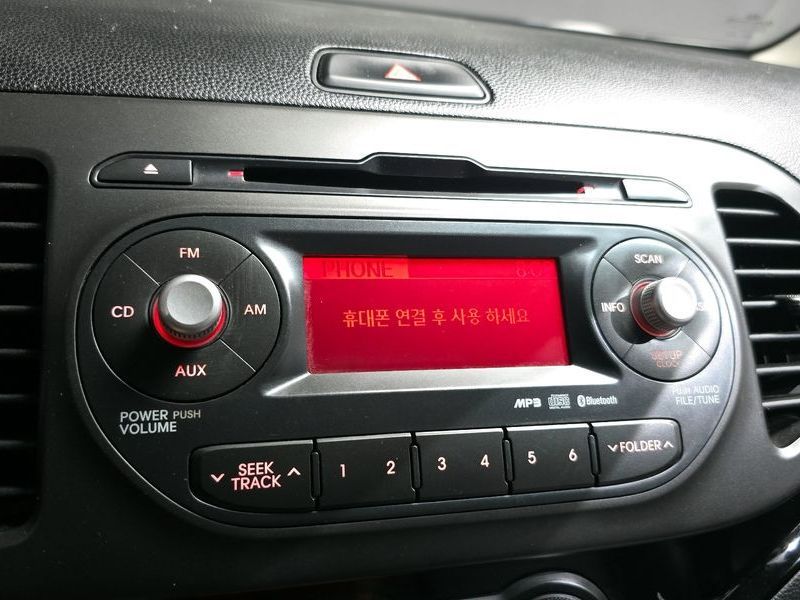 FM
CD
AM
AUX
POWER PUSH
VOLUME
PHONE
휴대폰 연결 후 사용 하세요
SCAN
INFO
SETUP
CLOCK
AUDIO
FILE/TUNE
MP3
Bluetooth
SEEK
TRACK
1 2
3 4
5 6
FOLDER